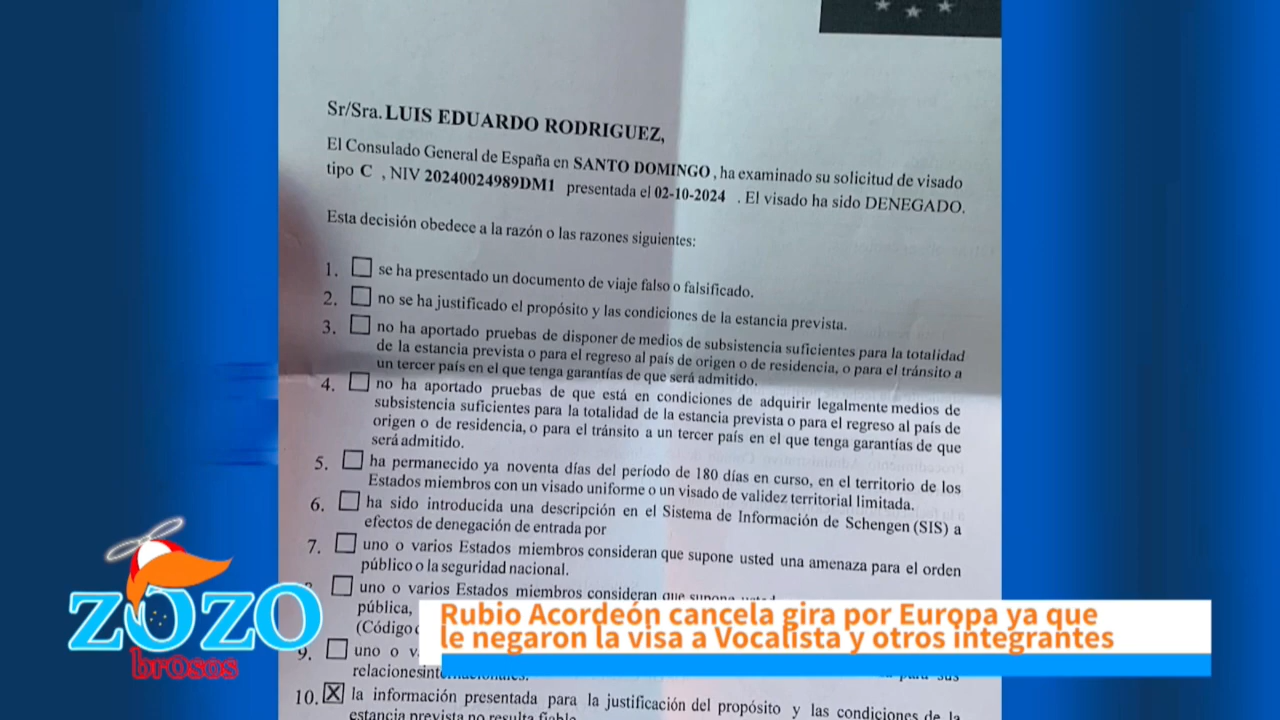 Sr/Sra. LUIS EDUARDO RODRIGUEZ,
El Consulado General de España en SANTO DOMINGO , ha examinado su solicitud de visado
tipo C , NIV 20240024989DM1 presentada el 02-10-2024 . El visado ha sido DENEGADO.
Esta decisión obedece a la razón o las razones siguientes:
1. se ha presentado un documento de viaje falso o falsificado.
2. no se ha justificado el propósito y las condiciones de la estancia prevista.
3. no ha aportado pruebas de disponer de medios de subsistencia suficientes para la totalidad
de la estancia prevista o para el regreso al país de origen o de residencia, o para el tránsito a
un tercer país en el que tenga garantías de que será admitido.
4. no ha aportado pruebas de que está en condiciones de adquirir legalmente medios de
subsistencia suficientes para la totalidad de la estancia prevista o para el regreso al país de
origen o de residencia, o para el tránsito a un tercer país en el que tenga garantías de que
será admitido.
5. ha permanecido ya noventa días del período de 180 días en curso, en el territorio de los
Estados miembros con un visado uniforme o un visado de validez territorial limitada.
6. ha sido introducida una descripción en el Sistema de Información de Schengen (SIS) a
efectos de denegación de entrada por
7. uno o varios Estados miembros consideran que supone usted una amenaza para el orden
público o la seguridad nacional.
uno o varios Estados miembros consideran que supone
pública,
(Código
9. uno o
10. X la información presentada para la justificación del propósito y las condiciones de la
estancia prevista no resulta fiable
ZOZO
brosos
Rubio Acordeón cancela gira por Europa ya que
le negaron la visa a Vocalista y otros integrantes